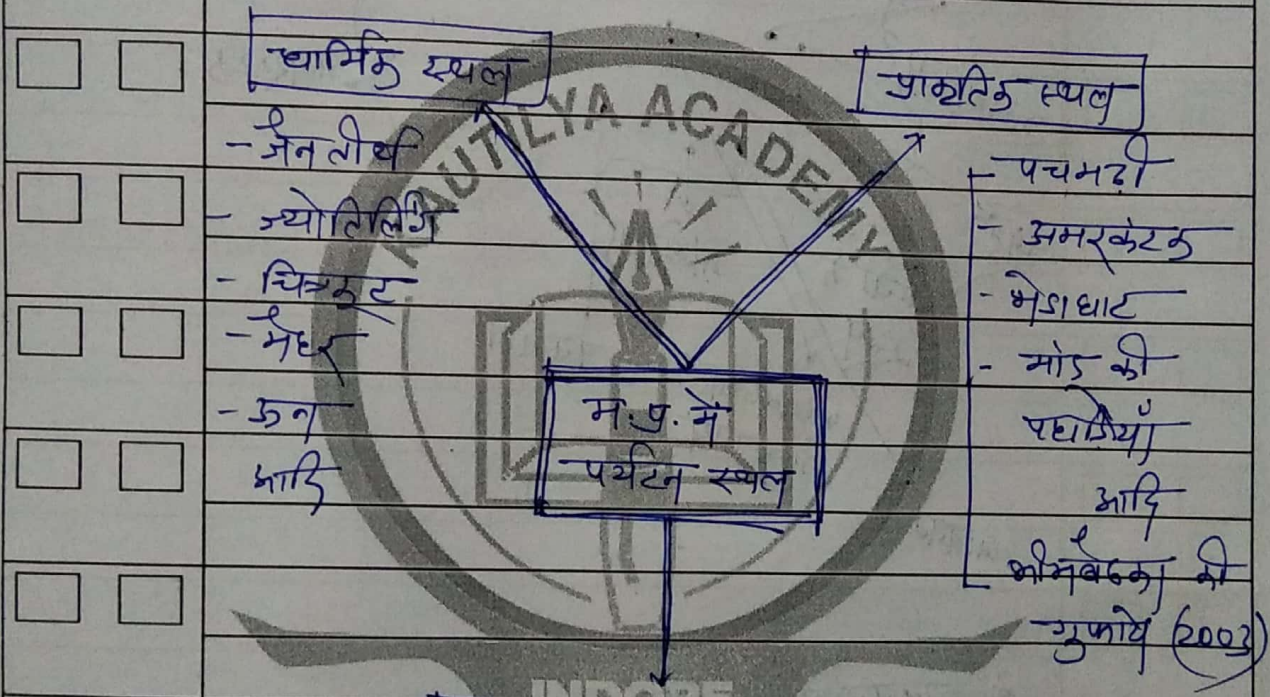 धार्मिक स्थल
- जैन तीर्थ
- ज्योतिर्लिंग
- चित्रकूट
- मैहर
- ऊन
आदि
प्राकृतिक स्थल
- पचमढ़ी
- अमरकंटक
- भेडाघाट
- मांडू की
पहाडियाँ
आदि
भीमबेटका की
गुफायें (2003)
म.प्र. में
पर्यटन स्थल
KAUTILYA ACADEMY
INDORE